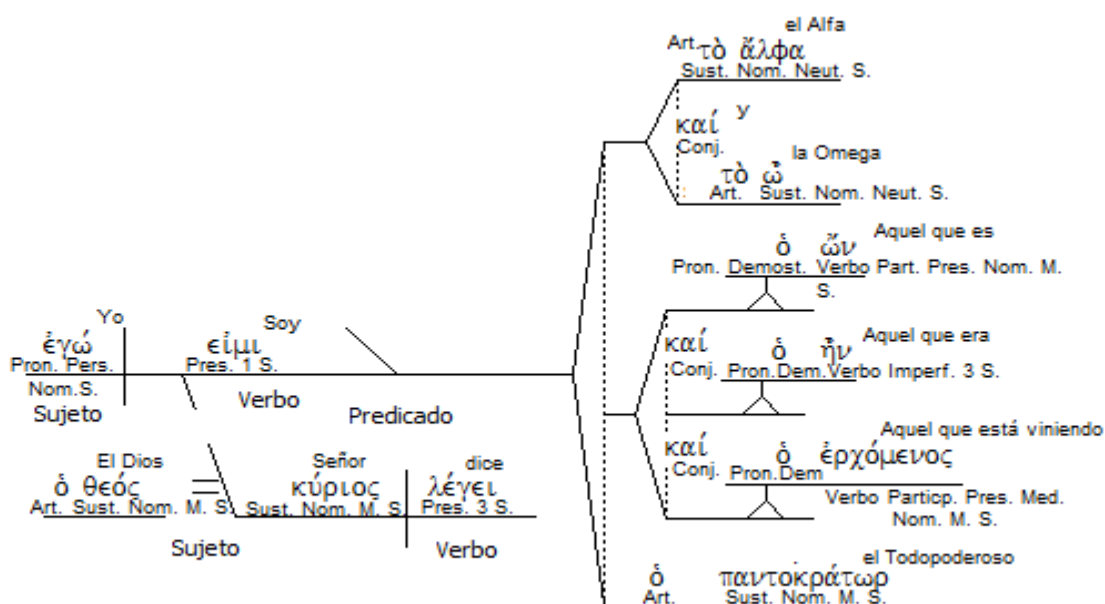 el Alfa
Art. τὸ ἄλφα
Sust. Nom. Neut. S.
καί y
Conj.
la Omega
τὸ ὦ
Art. Sust. Nom. Neut. S.
Aquel que es
ὁ ὤν
Pron. Demost. Verbo Part. Pres. Nom. M.
S.
Yo
ἐγώ
Pron. Pers.
Nom.S.
Sujeto
Soy
εἰμι
Pres. 1 S.
Verbo
Predicado
Aquel que era
καί ὁ ἦν
Conj. Pron.Dem.Verbo Imperf. 3 S.
Aquel que está viniendo
καί ὁ ἐρχόμενος
Conj. Pron.Dem
Verbo Particp. Pres. Med.
Nom. M. S.
El Dios
ὁ θεός
Art. Sust. Nom. M. S.
=
Señor
κύριος
Sust. Nom. M. S.
Sujeto
dice
λέγει
Pres. 3 S.
Verbo
el Todopoderoso
ὁ παντοκράτωρ
Art. Sust. Nom. M. S.